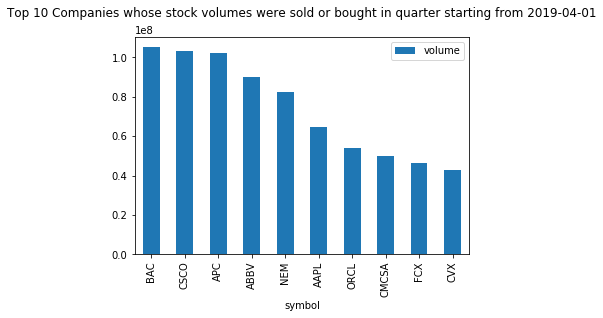 Top 10 Companies whose stock volumes were sold or bought in quarter starting from 2019-04-01
1e8
volume
1.0
0.8
0.6
0.4
0.2
0.0
BAC
CSCO
APC
ABBV
NEM
AAPL
ORCL
CMCSA
FCX
CVX
symbol